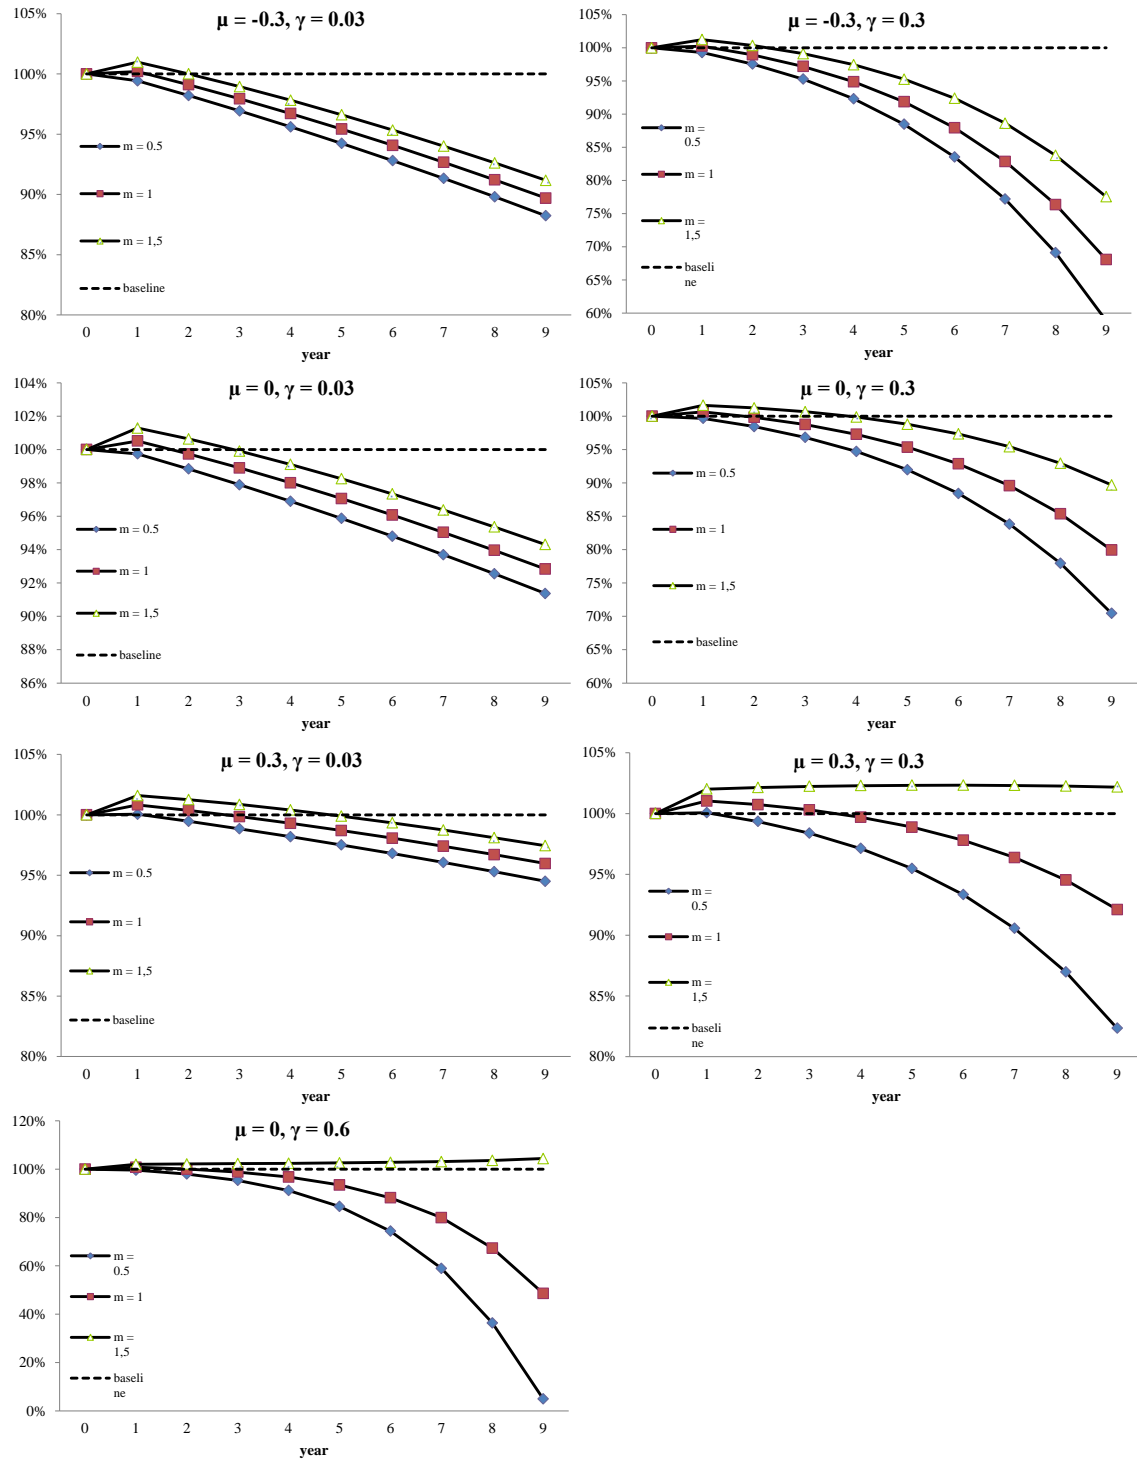 μ = -0.3, γ = 0.03
105%
100%
95%
90%
85%
80%
m = 0.5
m = 1
m = 1,5
baseline
0 1 2 3 4 5 6 7 8 9
year
μ = -0.3, γ = 0.3
105%
100%
95%
90%
85%
80%
75%
70%
65%
60%
m =
0.5
m = 1
m =
1,5
baseli
ne
0 1 2 3 4 5 6 7 8 9
year
μ = 0, γ = 0.03
104%
102%
100%
98%
96%
94%
92%
90%
88%
86%
m = 0.5
m = 1
m = 1,5
baseline
0 1 2 3 4 5 6 7 8 9
year
μ = 0, γ = 0.3
105%
100%
95%
90%
85%
80%
75%
70%
65%
60%
m = 0.5
m = 1
m = 1,5
baseline
0 1 2 3 4 5 6 7 8 9
year
μ = 0.3, γ = 0.03
105%
100%
95%
90%
85%
80%
m = 0.5
m = 1
m = 1,5
baseline
0 1 2 3 4 5 6 7 8 9
year
μ = 0.3, γ = 0.3
105%
100%
95%
90%
85%
80%
m =
0.5
m = 1
m =
1,5
baseli
ne
0 1 2 3 4 5 6 7 8 9
year
μ = 0, γ = 0.6
120%
100%
80%
60%
40%
20%
0%
m =
0.5
m = 1
m =
1,5
baseli
ne
0 1 2 3 4 5 6 7 8 9
year